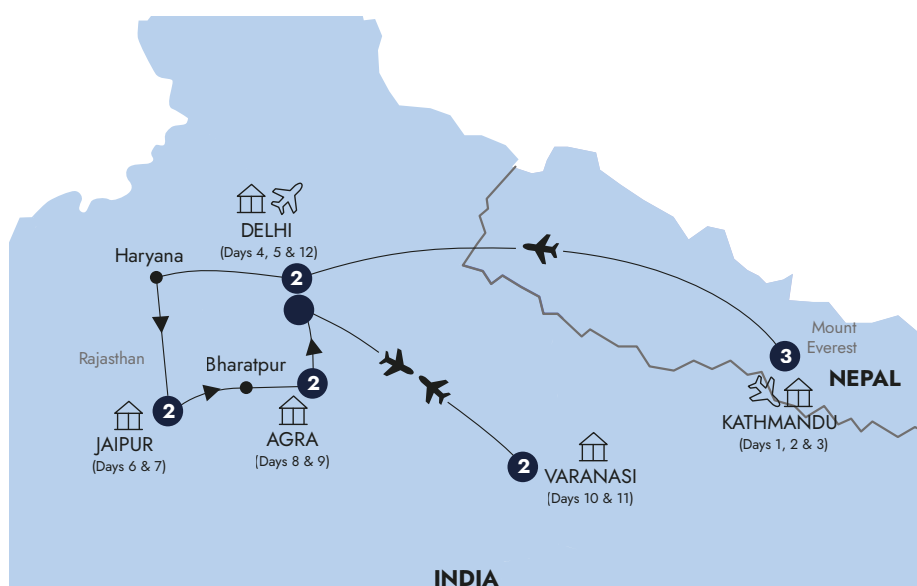 DELHI
(Days 4, 5 & 12)
Haryana
2
Mount
Everest
Rajasthan
Bharatpur
3
NEPAL
2
2
JAIPUR
(Days 6 & 7)
AGRA
(Days 8 & 9)
KATHMANDU
(Days 1, 2 & 3)
2
VARANASI
(Days 10 & 11)
INDIA